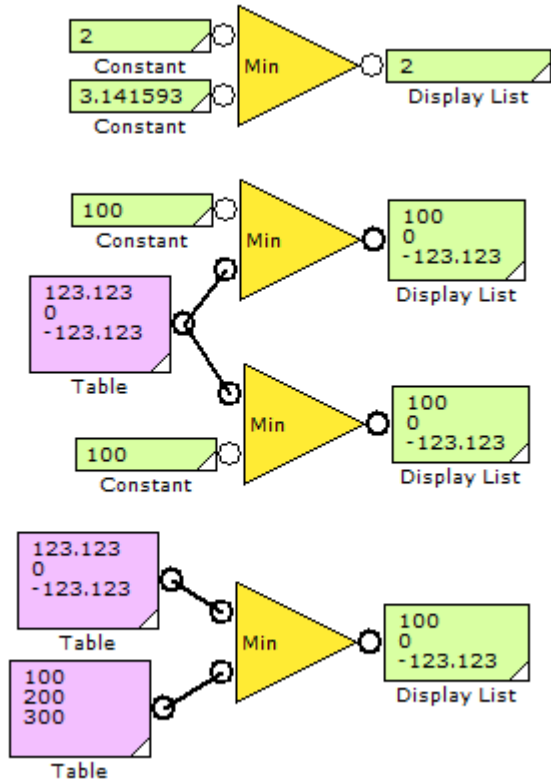 2
Constant
3.141593
Constant
Min
2
Display List
100
Constant
123.123
0
-123.123
Table
Min
100
0
-123.123
Display List
100
Constant
Min
100
0
-123.123
Display List
123.123
0
-123.123
Table
100
200
300
Table
Min
100
0
-123.123
Display List